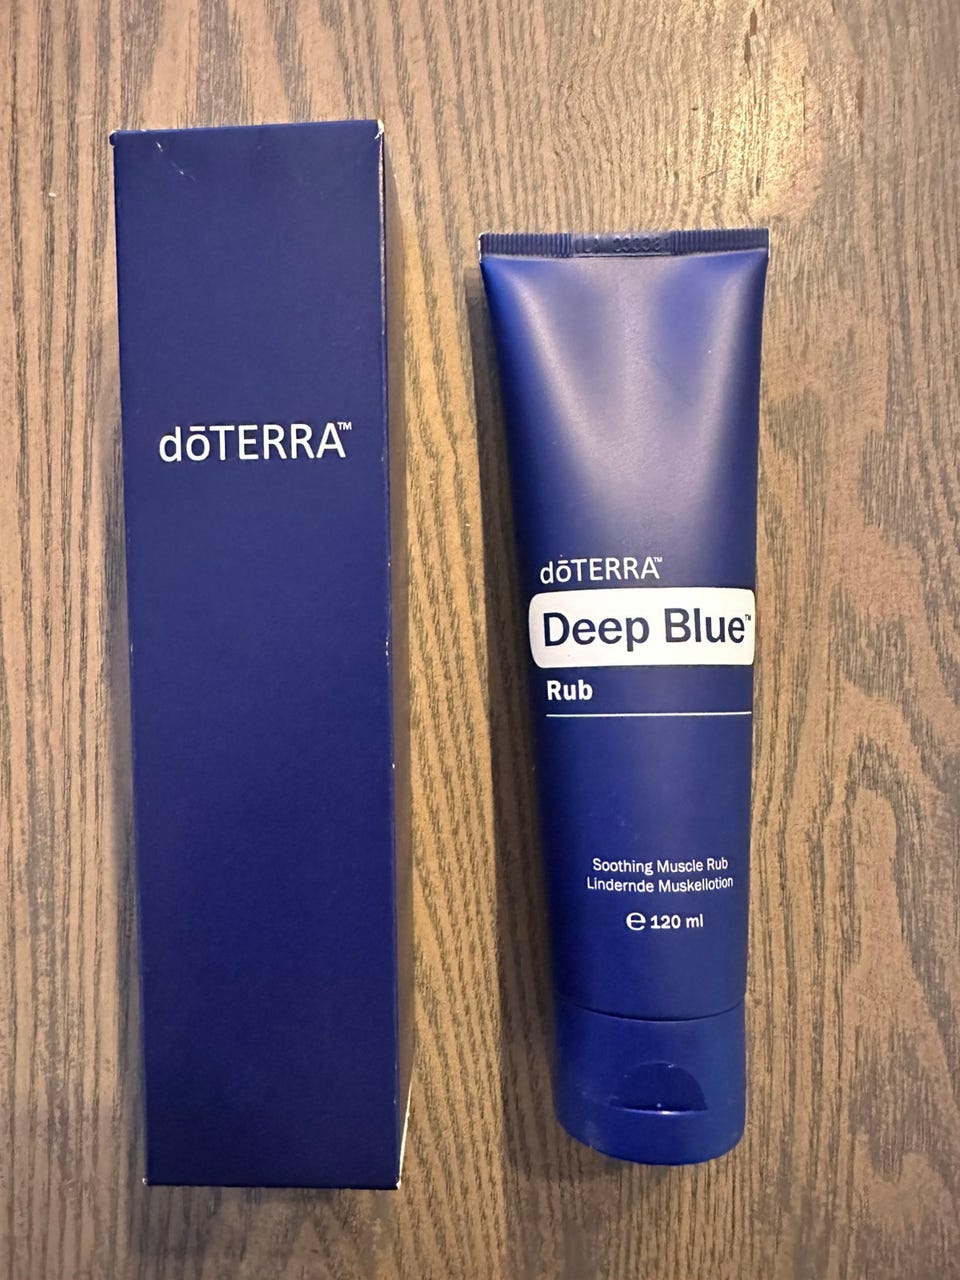 dōTERRA™
dōTERRA™
Deep Blue™
Rub
Soothing Muscle Rub
Lindernde Muskellotion
℮ 120 ml